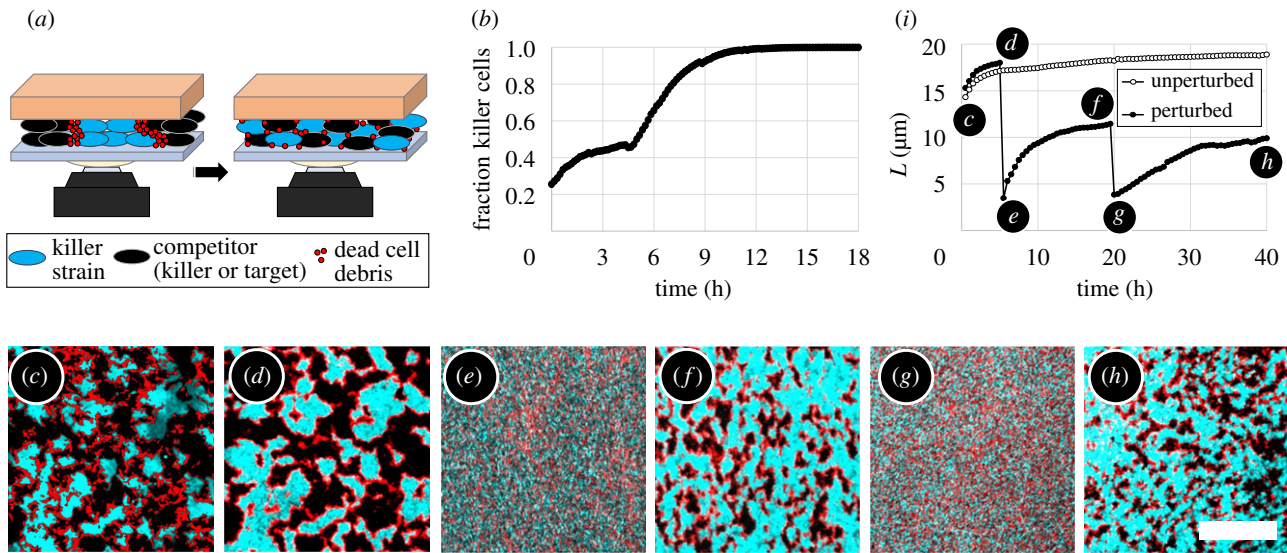 (a)
killer
strain
competitor
(killer or target)
dead cell
debris
(b)
fraction killer cells
1.0
0.8
0.6
0.4
0.2
3 6 9 12 15 18
time (h)
(i)
L (µm)
20
15
10
5
0 10 20 30 40
time (h)
c
d
e
f
g
h
unperturbed
perturbed
(c)
(d)
(e)
(f)
(g)
(h)